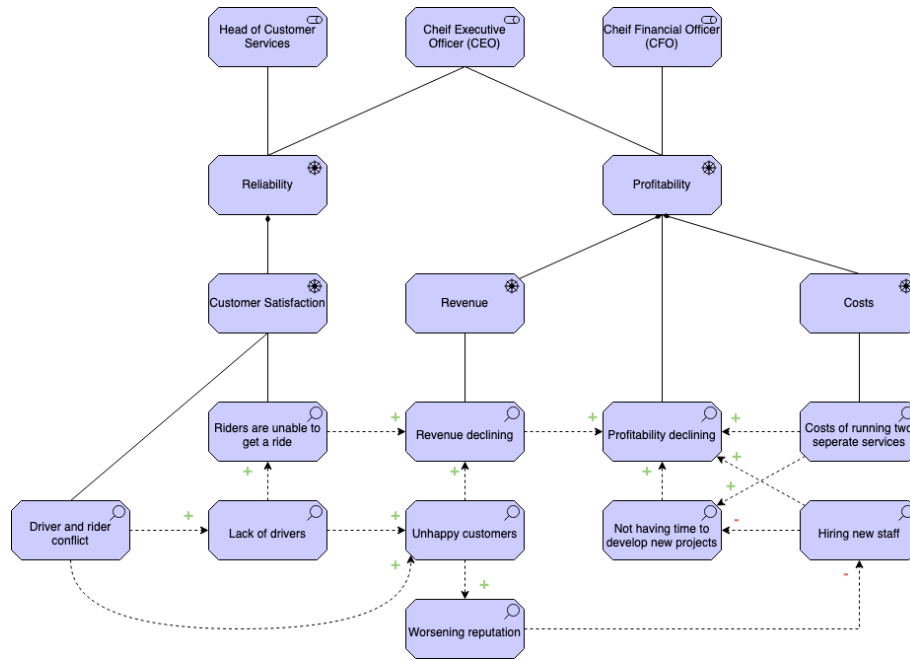 Head of Customer
Services
Cheif Executive
Officer (CEO)
Cheif Financial Officer
(CFO)
Reliability
Profitability
Customer Satisfaction
Revenue
Costs
Riders are unable to
get a ride
+
Revenue declining
+
Profitability declining
+
Costs of running two
seperate services
+
+
+
+
+
Driver and rider
conflict
+
Lack of drivers
+
Unhappy customers
Not having time to
develop new projects
-
Hiring new staff
+
+
-
Worsening reputation